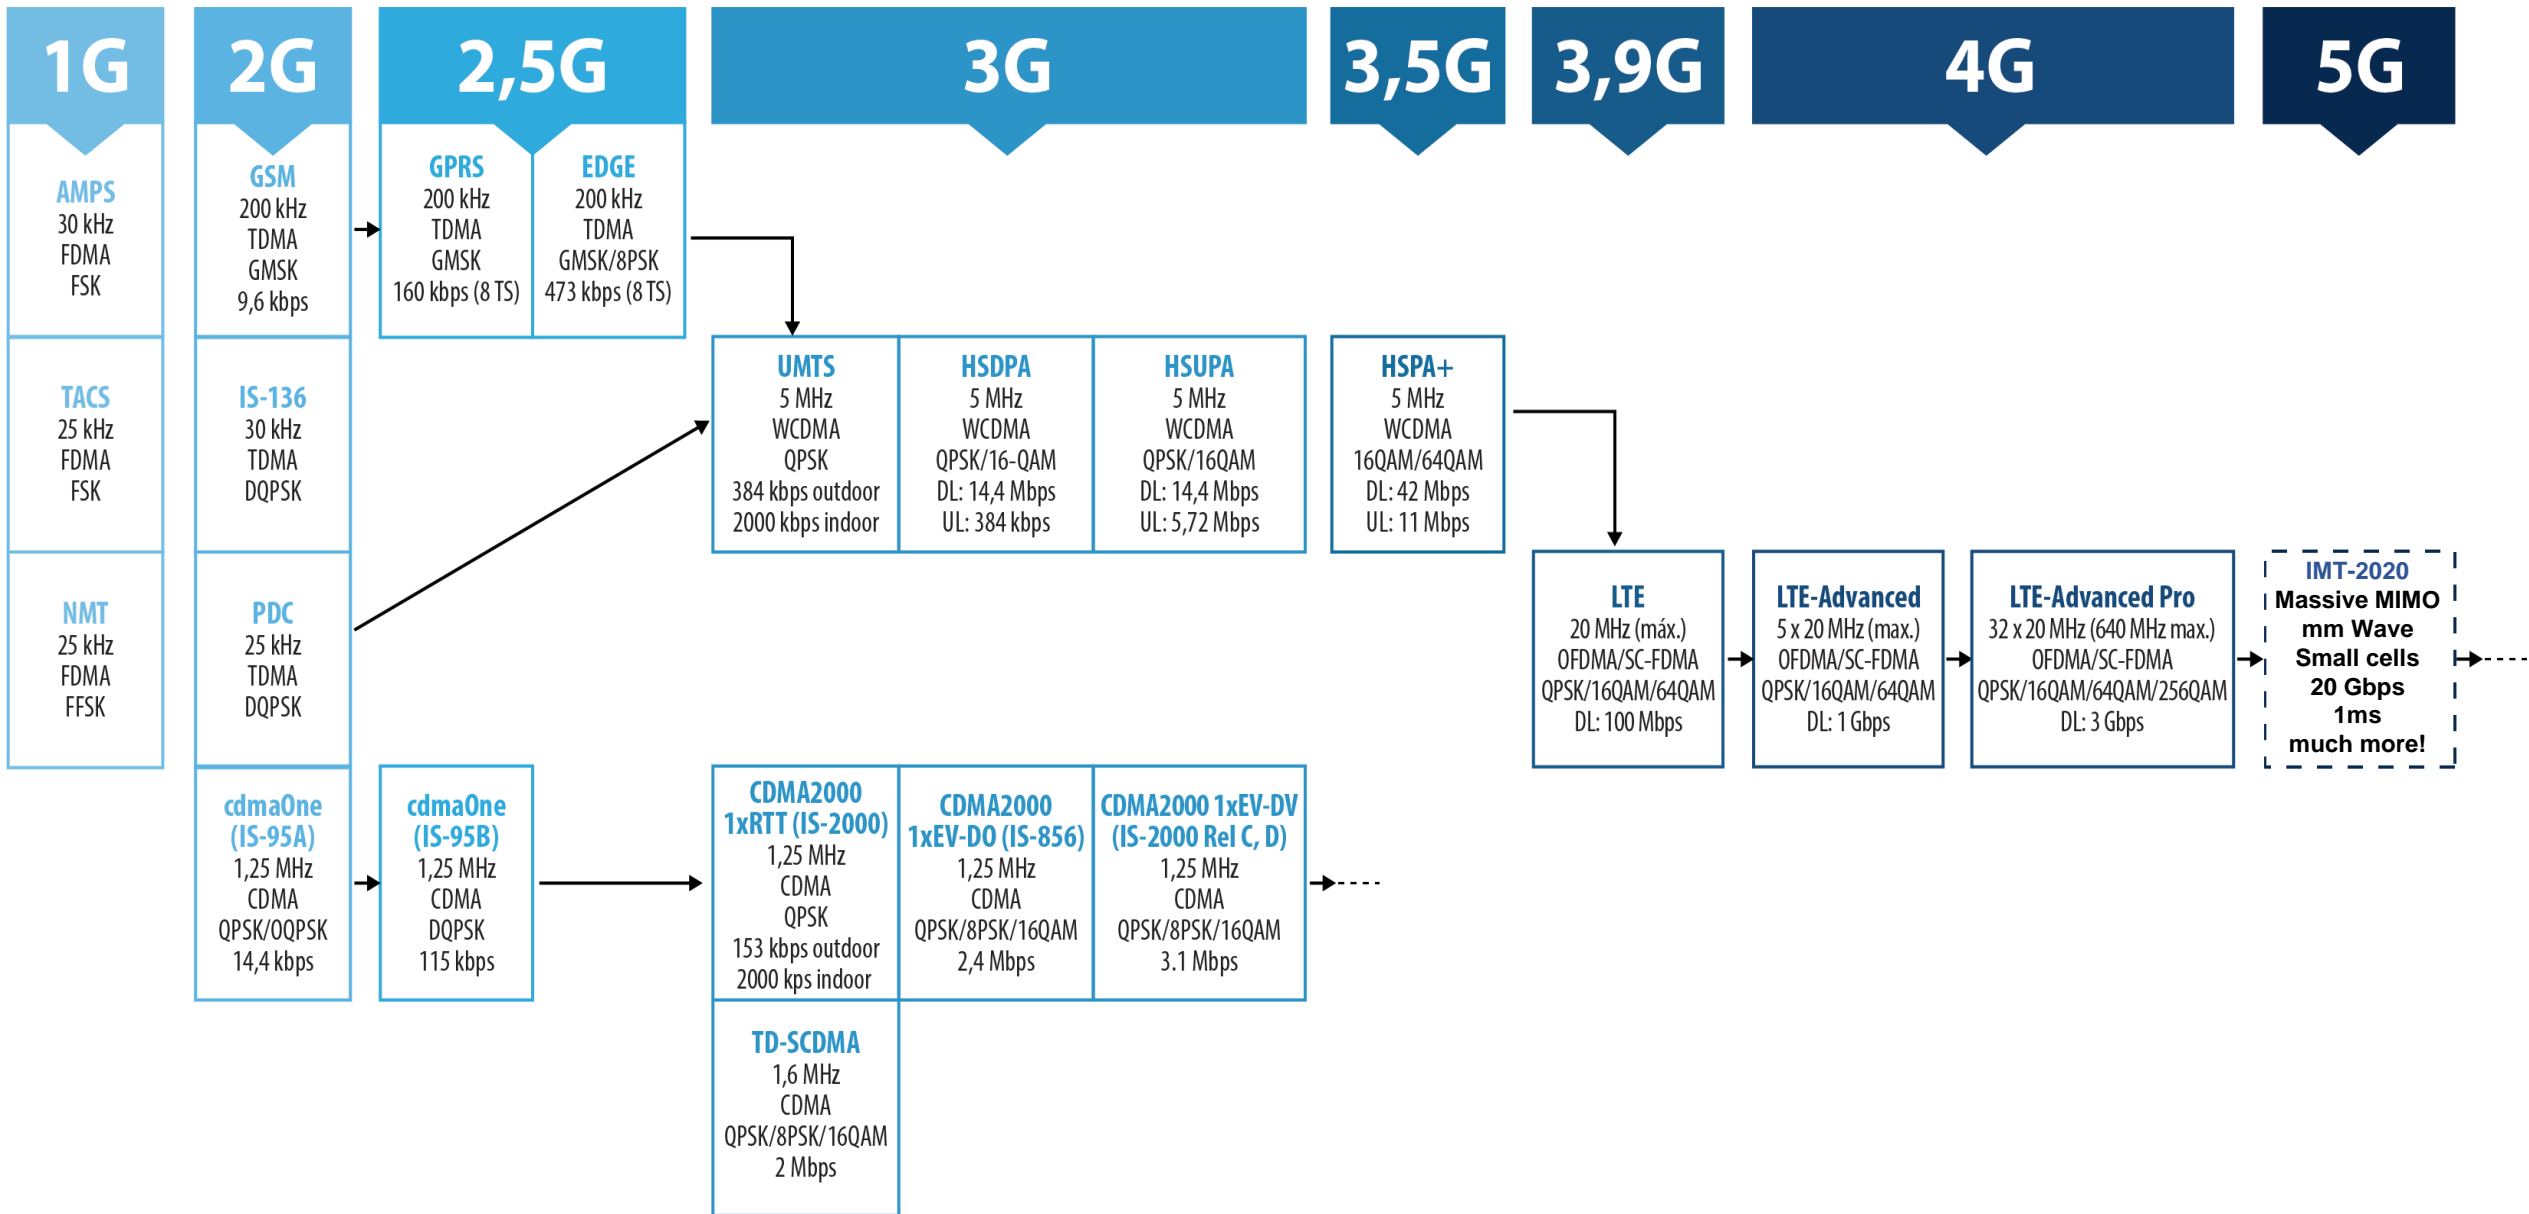 1G
2G
2,5G
3G
3,5G
3,9G
4G
5G
AMPS
30 kHz
FDMA
FSK
TACS
25 kHz
FDMA
FSK
NMT
25 kHz
FDMA
FFSK
GSM
200 kHz
TDMA
GMSK
9,6 kbps
IS-136
30 kHz
TDMA
DQPSK
PDC
25 kHz
TDMA
DQPSK
cdmaOne
(IS-95A)
1,25 MHz
CDMA
QPSK/OQPSK
14,4 kbps
GPRS
200 kHz
TDMA
GMSK
160 kbps (8 TS)
EDGE
200 kHz
TDMA
GMSK/8PSK
473 kbps (8 TS)
cdmaOne
(IS-95B)
1,25 MHz
CDMA
DQPSK
115 kbps
UMTS
5 MHz
WCDMA
QPSK
384 kbps outdoor
2000 kbps indoor
HSDPA
5 MHz
WCDMA
QPSK/16-QAM
DL: 14,4 Mbps
UL: 384 kbps
HSUPA
5 MHz
WCDMA
QPSK/16QAM
DL: 14,4 Mbps
UL: 5,72 Mbps
CDMA2000
1xRTT (IS-2000)
1,25 MHz
CDMA
QPSK
153 kbps outdoor
2000 kps indoor
CDMA2000
1xEV-DO (IS-856)
1,25 MHz
CDMA
QPSK/8PSK/16QAM
2,4 Mbps
CDMA2000 1xEV-DV
(IS-2000 Rel C, D)
1,25 MHz
CDMA
QPSK/8PSK/16QAM
3.1 Mbps
TD-SCDMA
1,6 MHz
CDMA
QPSK/8PSK/16QAM
2 Mbps
HSPA+
5 MHz
WCDMA
16QAM/64QAM
DL: 42 Mbps
UL: 11 Mbps
LTE
20 MHz (máx.)
OFDMA/SC-FDMA
QPSK/16QAM/64QAM
DL: 100 Mbps
LTE-Advanced
5 x 20 MHz (max.)
OFDMA/SC-FDMA
QPSK/16QAM/64QAM
DL: 1 Gbps
LTE-Advanced Pro
32 x 20 MHz (640 MHz max.)
OFDMA/SC-FDMA
QPSK/16QAM/64QAM/256QAM
DL: 3 Gbps
IMT-2020
Massive MIMO
mm Wave
Small cells
20 Gbps
1ms
much more!